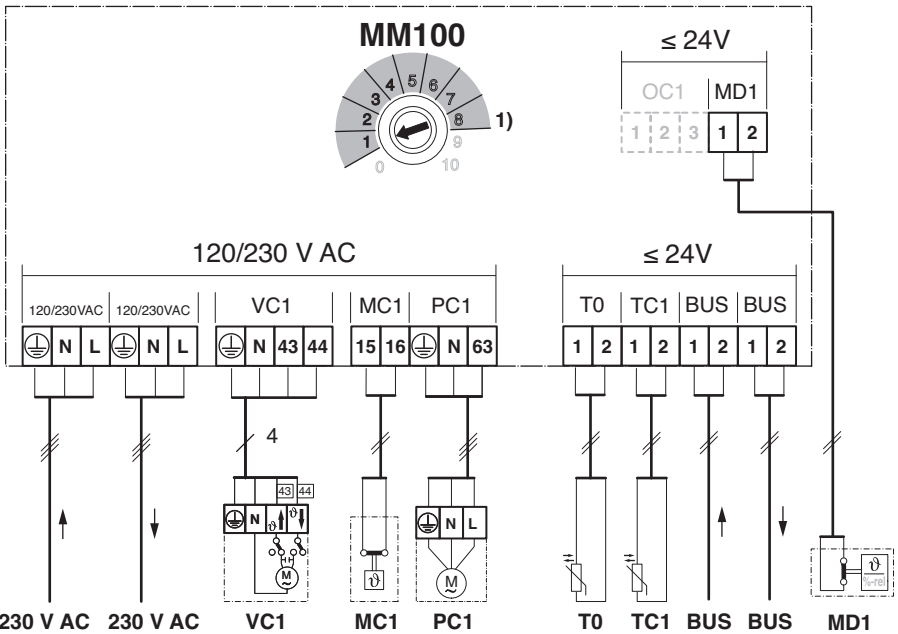 MM100
≤ 24V
OC1 MD1
1 2 3 1 2
0 1 2 3 4 5 6 7 8 9 10
1)
120/230 V AC
≤ 24V
120/230VAC 120/230VAC VC1 MC1 PC1 T0 TC1 BUS BUS
N L N L N 43 44 15 16 N 63 1 2 1 2 1 2 1 2
4
43 44
N ϑ ϑ
N L
M
~
ϑ
M
~
ϑ
%-rel
230 V AC 230 V AC VC1 MC1 PC1 T0 TC1 BUS BUS MD1